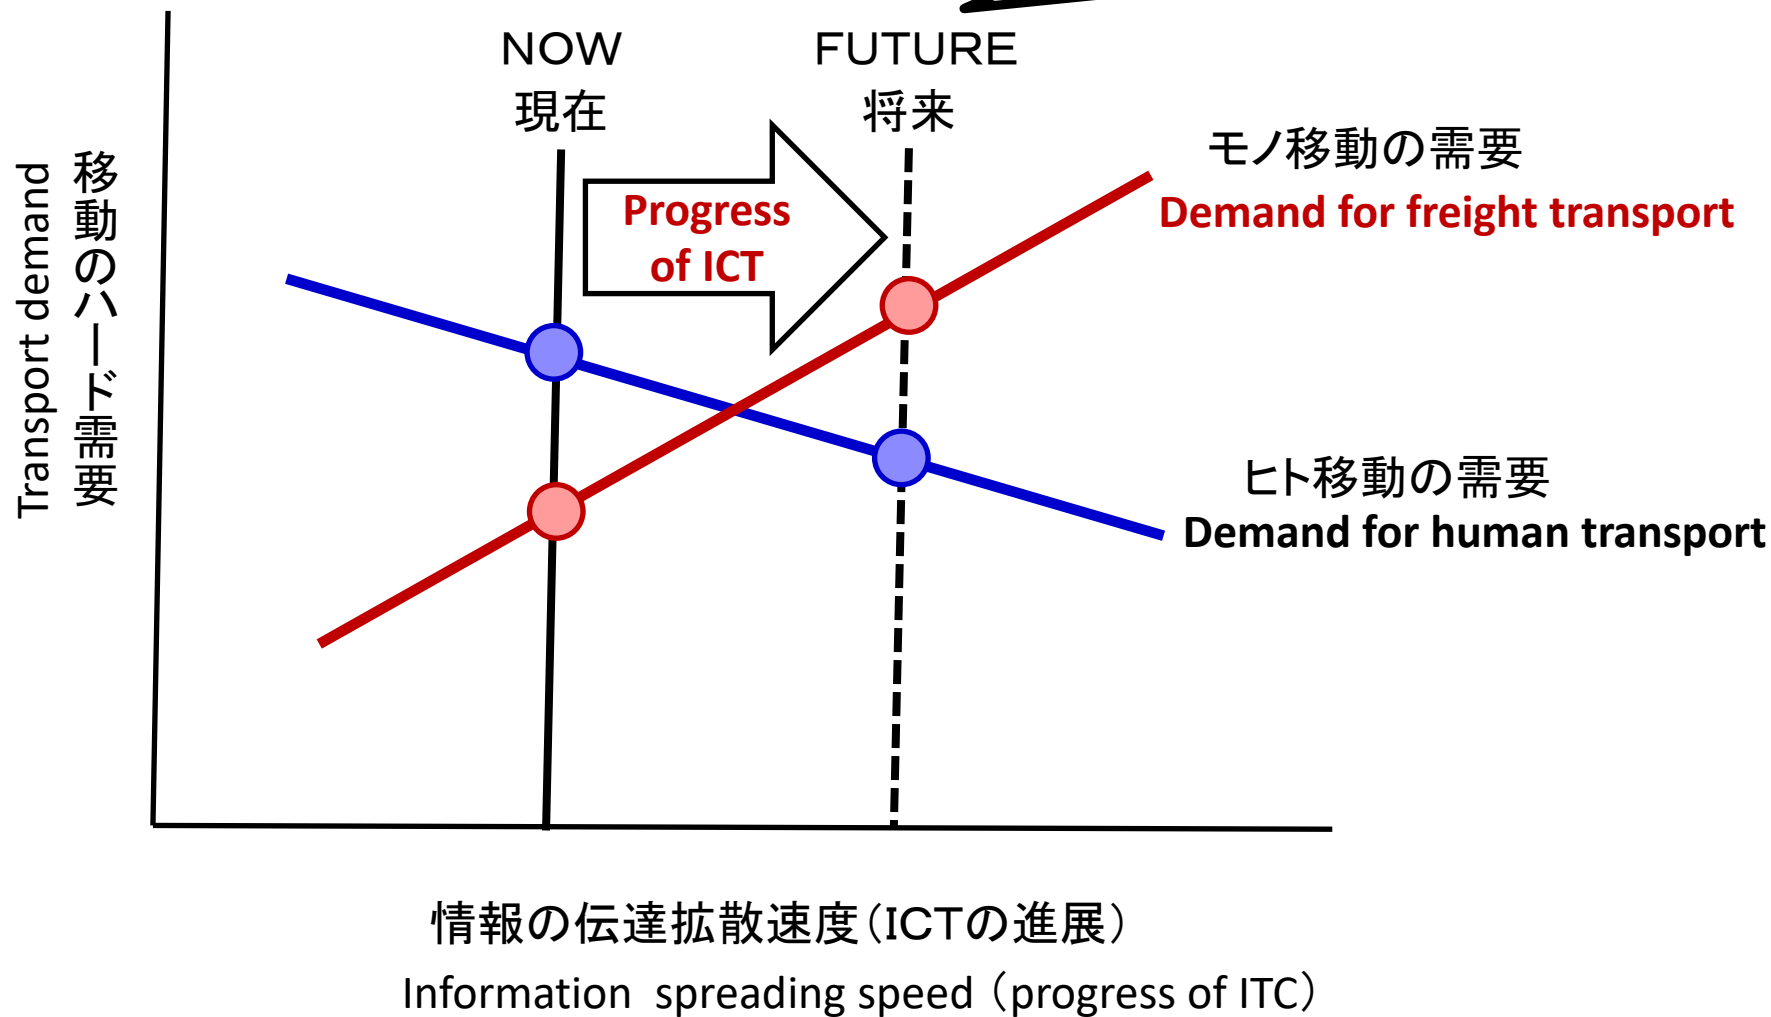 NOW
現在
FUTURE
将来
Progress
of ICT
モノ移動の需要
Demand for freight transport
Transport demand
移動のハード需要
ヒト移動の需要
Demand for human transport
情報の伝達拡散速度（ICTの進展）
Information spreading speed（progress of ITC）